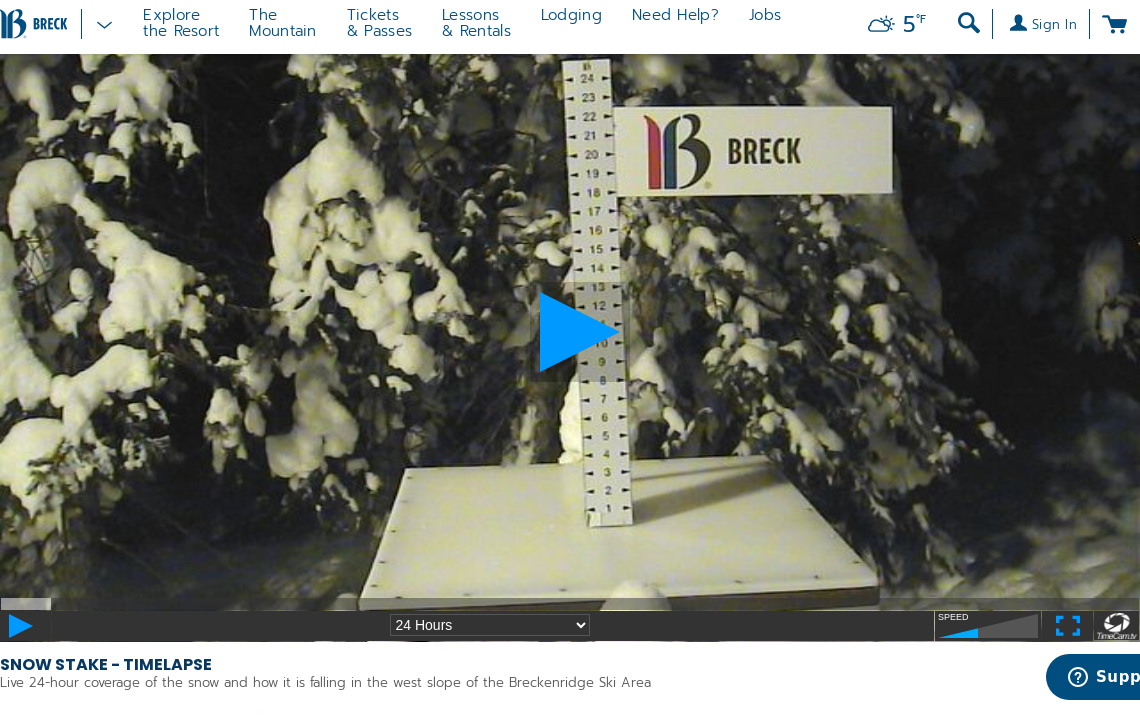 BRECK
Explore
the Resort
The
Mountain
Tickets
& Passes
Lessons
& Rentals
Lodging
Need Help?
Jobs
5°F
Sign In
24
23
22
21
20
19
18
17
16
15
14
13
12
10
9
8
7
6
5
4
3
2
1
B BRECK
24 Hours
SPEED
TimeCam.tv
SNOW STAKE - TIMELAPSE
Live 24-hour coverage of the snow and how it is falling in the west slope of the Breckenridge Ski Area
Supp